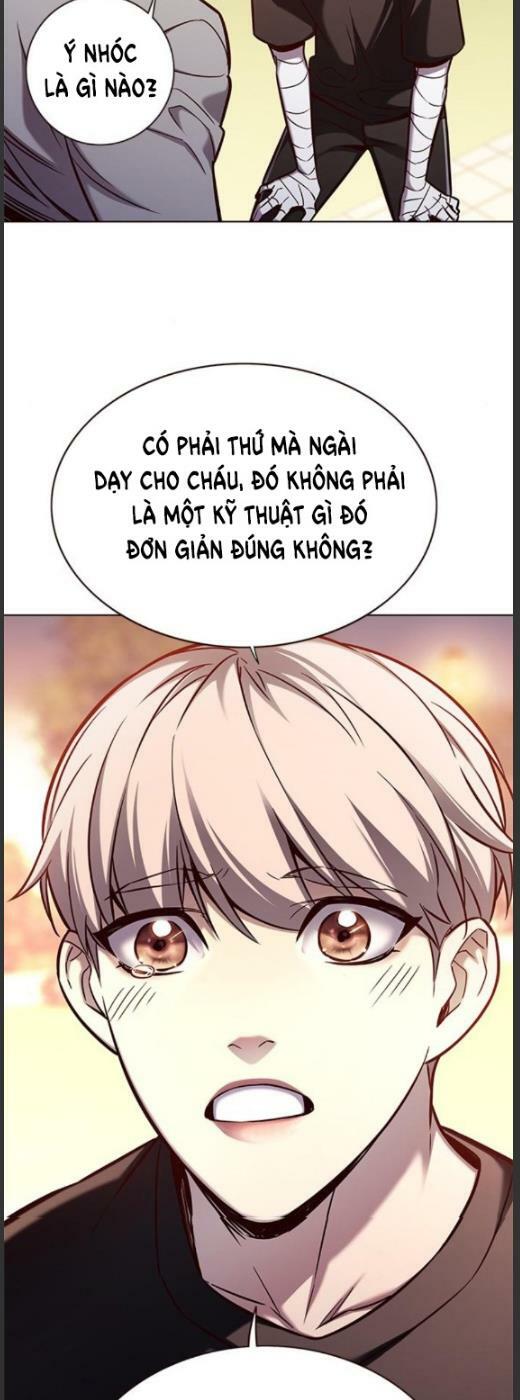 Ý NHÓC
LÀ GÌ NÀO?
CÓ PHẢI THỨ MÀ NGÀI
DẠY CHO CHÁU, ĐÓ KHÔNG PHẢI
LÀ MỘT KỸ THUẬT GÌ ĐÓ
ĐƠN GIẢN ĐÚNG KHÔNG?